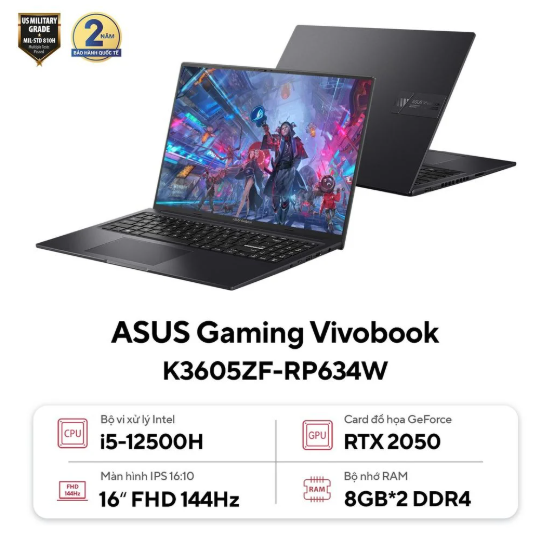 US MILITARY
GRADE
MIL-STD 810H
2
NĂM
BẢO HÀNH QUỐC TẾ
ASUS Gaming Vivobook
K3605ZF-RP634W
CPU
Bộ vi xử lý Intel
i5-12500H
GPU
Card đồ họa GeForce
RTX 2050
FHD
144Hz
Màn hình IPS 16:10
16“ FHD 144Hz
RAM
Bộ nhớ RAM
8GB*2 DDR4